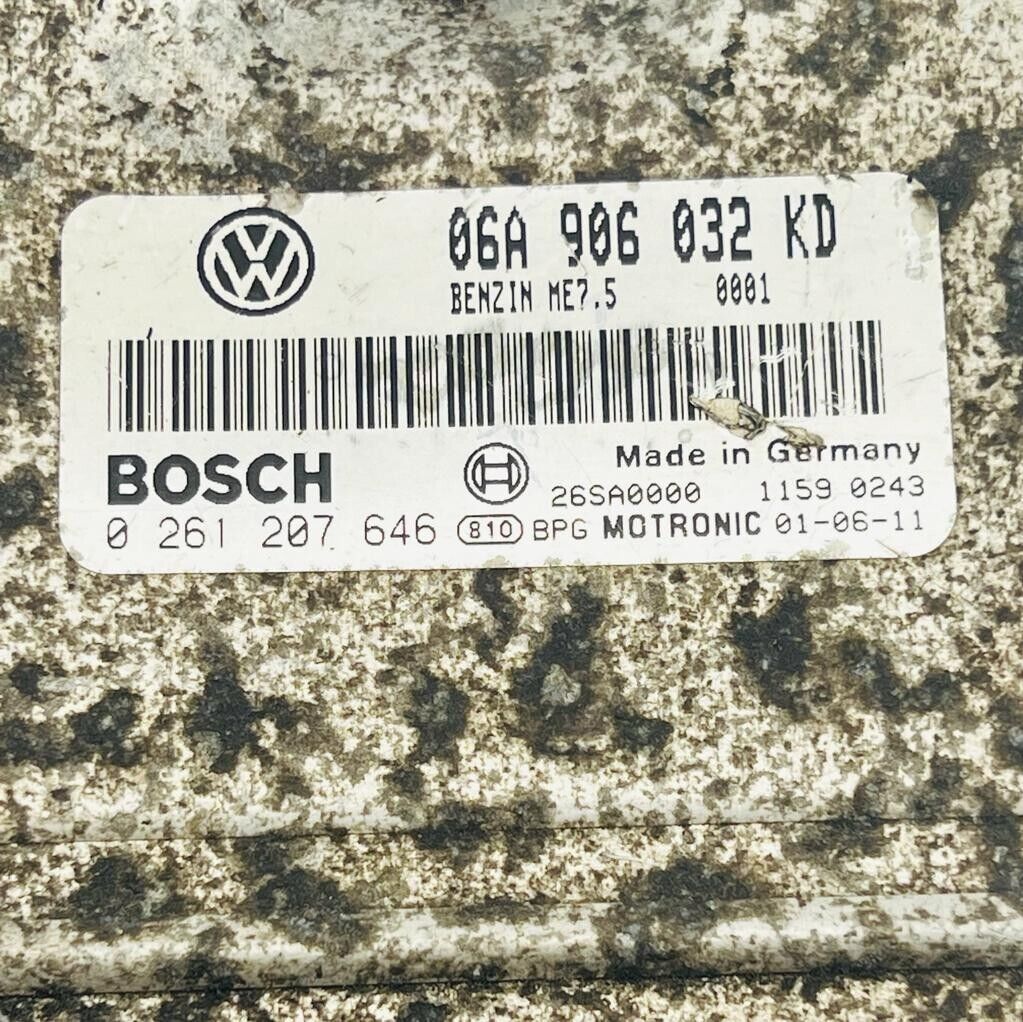 06A 906 032 KD
BENZIN ME7.5 0001
BOSCH
Made in Germany
26SA0000 1159 0243
0 261 207 646 810 BPG MOTRONIC 01-06-11